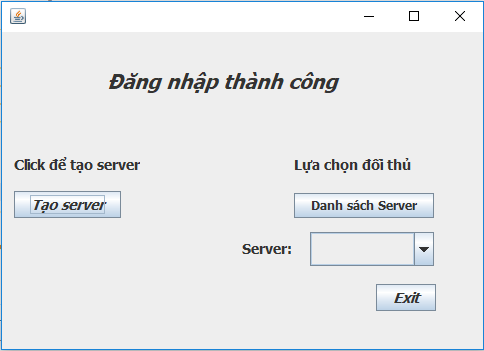 Đăng nhập thành công
Click để tạo server
Lựa chọn đối thủ
Tạo server
Danh sách Server
Server:
Exit